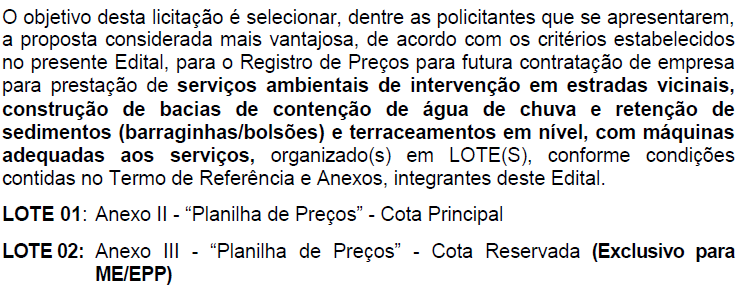 O objetivo desta licitação é selecionar, dentre as policitantes que se apresentarem,
a proposta considerada mais vantajosa, de acordo com os critérios estabelecidos
no presente Edital, para o Registro de Preços para futura contratação de empresa
para prestação de serviços ambientais de intervenção em estradas vicinais,
construção de bacias de contenção de água de chuva e retenção de
sedimentos (barraginhas/bolsões) e terraceamentos em nível, com máquinas
adequadas aos serviços, organizado(s) em LOTE(S), conforme condições
contidas no Termo de Referência e Anexos, integrantes deste Edital.
LOTE 01: Anexo II - “Planilha de Preços” - Cota Principal
LOTE 02: Anexo III - “Planilha de Preços” - Cota Reservada (Exclusivo para
ME/EPP)